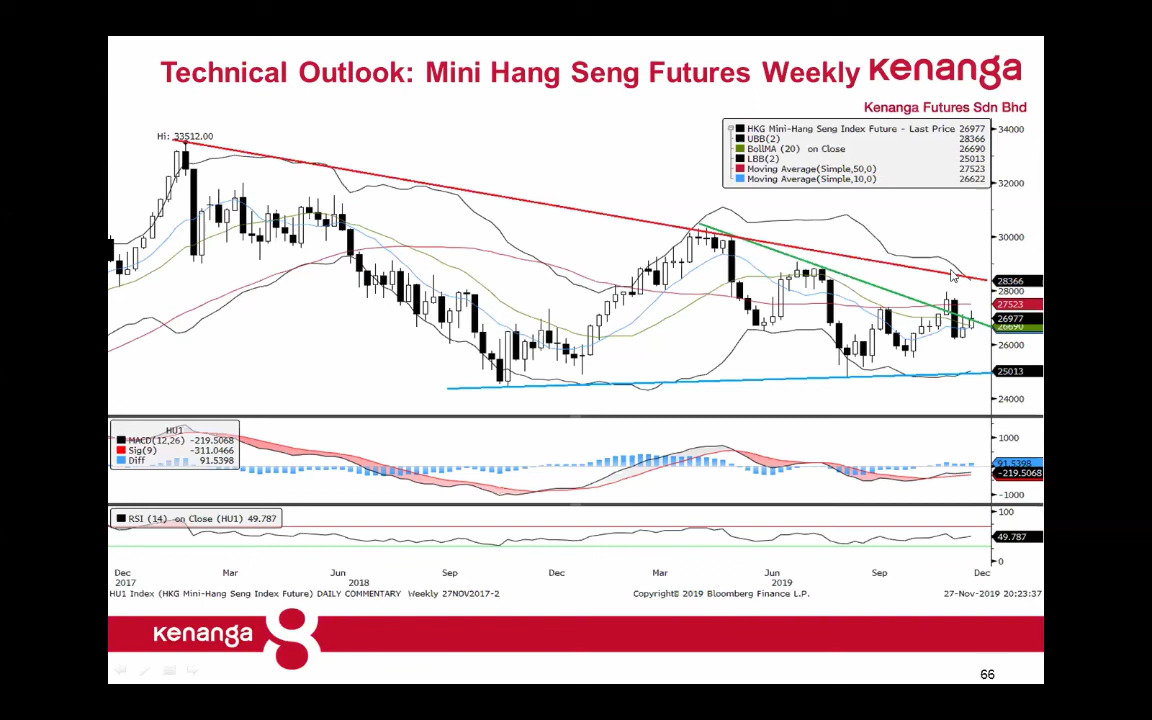 Technical Outlook: Mini Hang Seng Futures Weekly
kenanga
Kenanga Futures Sdn Bhd
Hi: 33512.00
HKG Mini-Hang Seng Index Future - Last Price 26977
UBB(2) 28366
BollMA (20) on Close 26690
LBB(2) 25013
Moving Average(Simple,50,0) 27523
Moving Average(Simple,10,0) 26622
34000
32000
30000
28366
28000
27523
26977
26690
26000
25013
24000
HU1
MACD(12,26) -219.5068
Sig(9) -311.0466
Diff 91.5398
1000
91.5398
-219.5068
-1000
RSI (14) on Close (HU1) 49.787
100
49.787
0
Dec Mar Jun Sep Dec Mar Jun Sep Dec
2017 2018 2019
HU1 Index (HKG Mini-Hang Seng Index Future) DAILY COMMENTARY Weekly 27NOV2017-2 Copyright© 2019 Bloomberg Finance L.P. 27-Nov-2019 20:23:37
kenanga
66